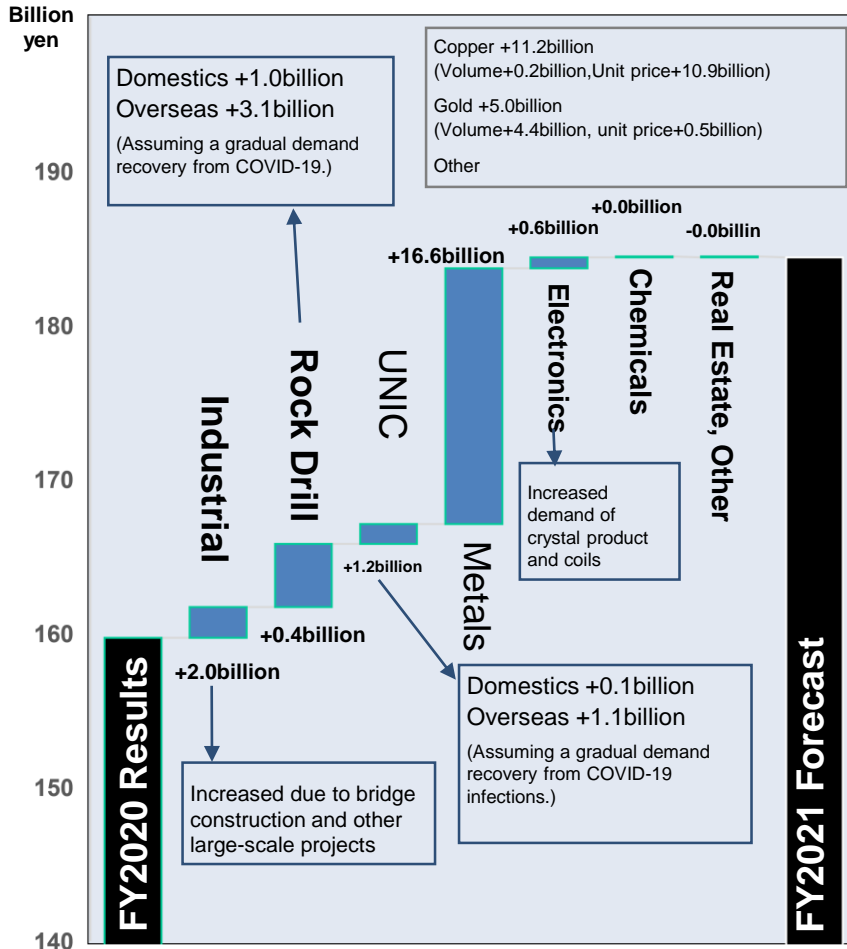 Billion
yen
190
180
170
160
150
140
Domestics +1.0billion
Overseas +3.1billion
(Assuming a gradual demand
recovery from COVID-19.)
Copper +11.2billion
(Volume+0.2billion,Unit price+10.9billion)
Gold +5.0billion
(Volume+4.4billion, unit price+0.5billion)
Other
FY2020 Results
Industrial
+2.0billion
Increased due to bridge
construction and other
large-scale projects
Rock Drill
+0.4billion
UNIC
+1.2billion
Domestics +0.1billion
Overseas +1.1billion
(Assuming a gradual demand
recovery from COVID-19
infections.)
+16.6billion
Metals
+0.6billion
Electronics
Increased
demand of
crystal product
and coils
+0.0billion
Chemicals
-0.0billin
Real Estate, Other
FY2021 Forecast